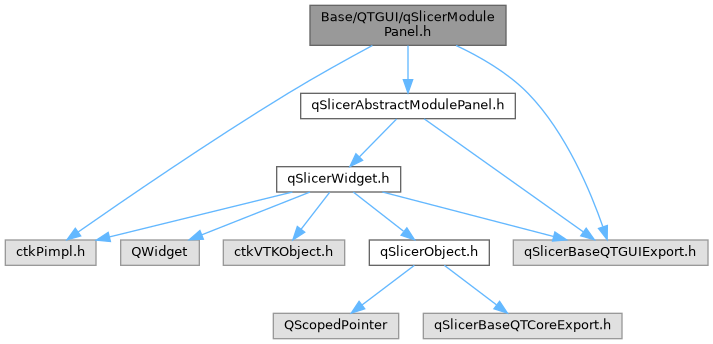 Base/QTGUI/qSlicerModule
Panel.h
qSlicerAbstractModulePanel.h
qSlicerWidget.h
ctkPimpl.h
QWidget
ctkVTKObject.h
qSlicerObject.h
qSlicerBaseQTGUIExport.h
QScopedPointer
qSlicerBaseQTCoreExport.h